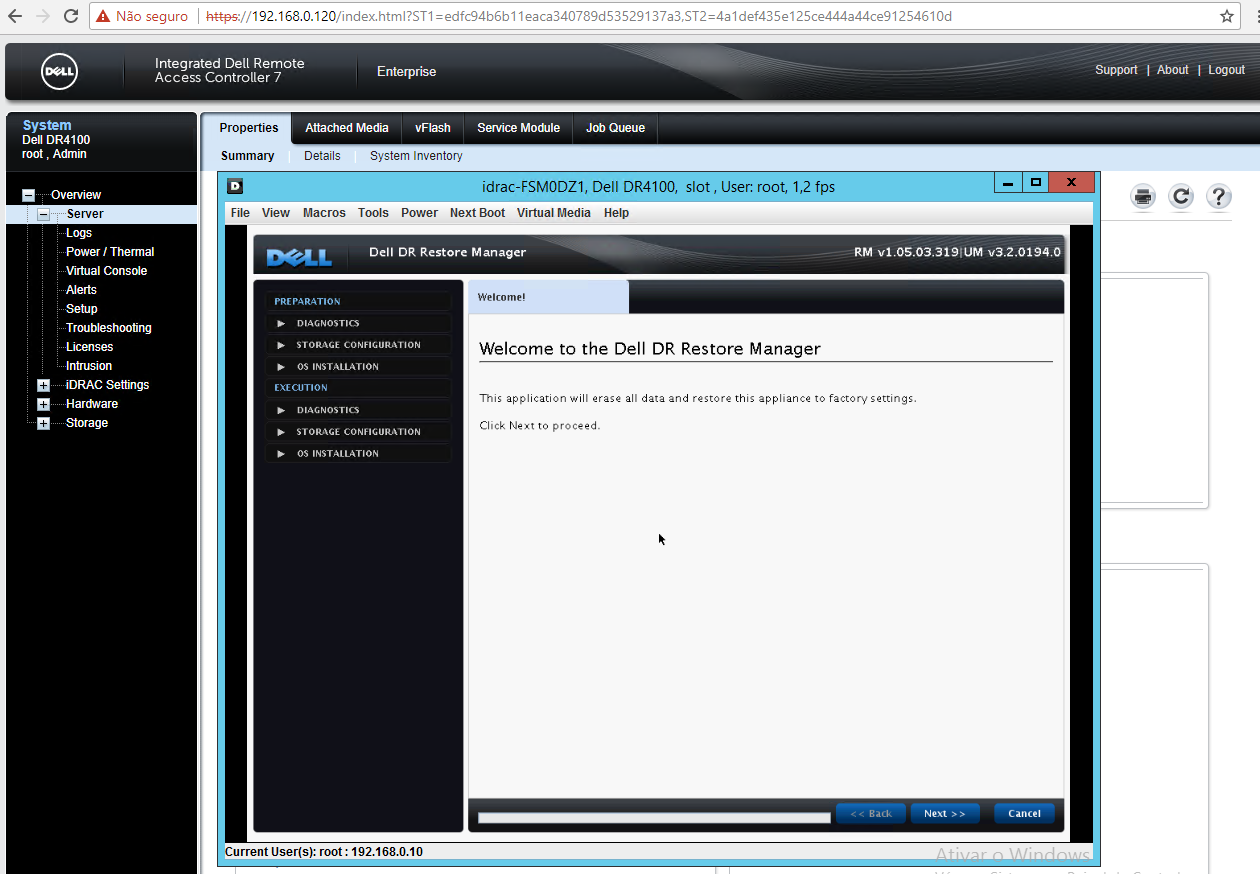 Não seguro
https://192.168.0.120/index.html?ST1=edfc94b6b11eaca340789d53529137a3,ST2=4a1def435e125ce444a44ce91254610d
DELL
Integrated Dell Remote
Access Controller 7
Enterprise
Support | About | Logout
System
Dell DR4100
root , Admin
Properties
Attached Media
vFlash
Service Module
Job Queue
Summary
Details
System Inventory
Overview
Server
Logs
Power / Thermal
Virtual Console
Alerts
Setup
Troubleshooting
Licenses
Intrusion
iDRAC Settings
Hardware
Storage
D
idrac-FSM0DZ1, Dell DR4100, slot , User: root, 1,2 fps
File View Macros Tools Power Next Boot Virtual Media Help
DELL
Dell DR Restore Manager
RM v1.05.03.319|UM v3.2.0194.0
PREPARATION
DIAGNOSTICS
STORAGE CONFIGURATION
OS INSTALLATION
EXECUTION
DIAGNOSTICS
STORAGE CONFIGURATION
OS INSTALLATION
Welcome!
Welcome to the Dell DR Restore Manager
This application will erase all data and restore this appliance to factory settings.
Click Next to proceed.
<< Back
Next >>
Cancel
Current User(s): root : 192.168.0.10
Ativar o Windows